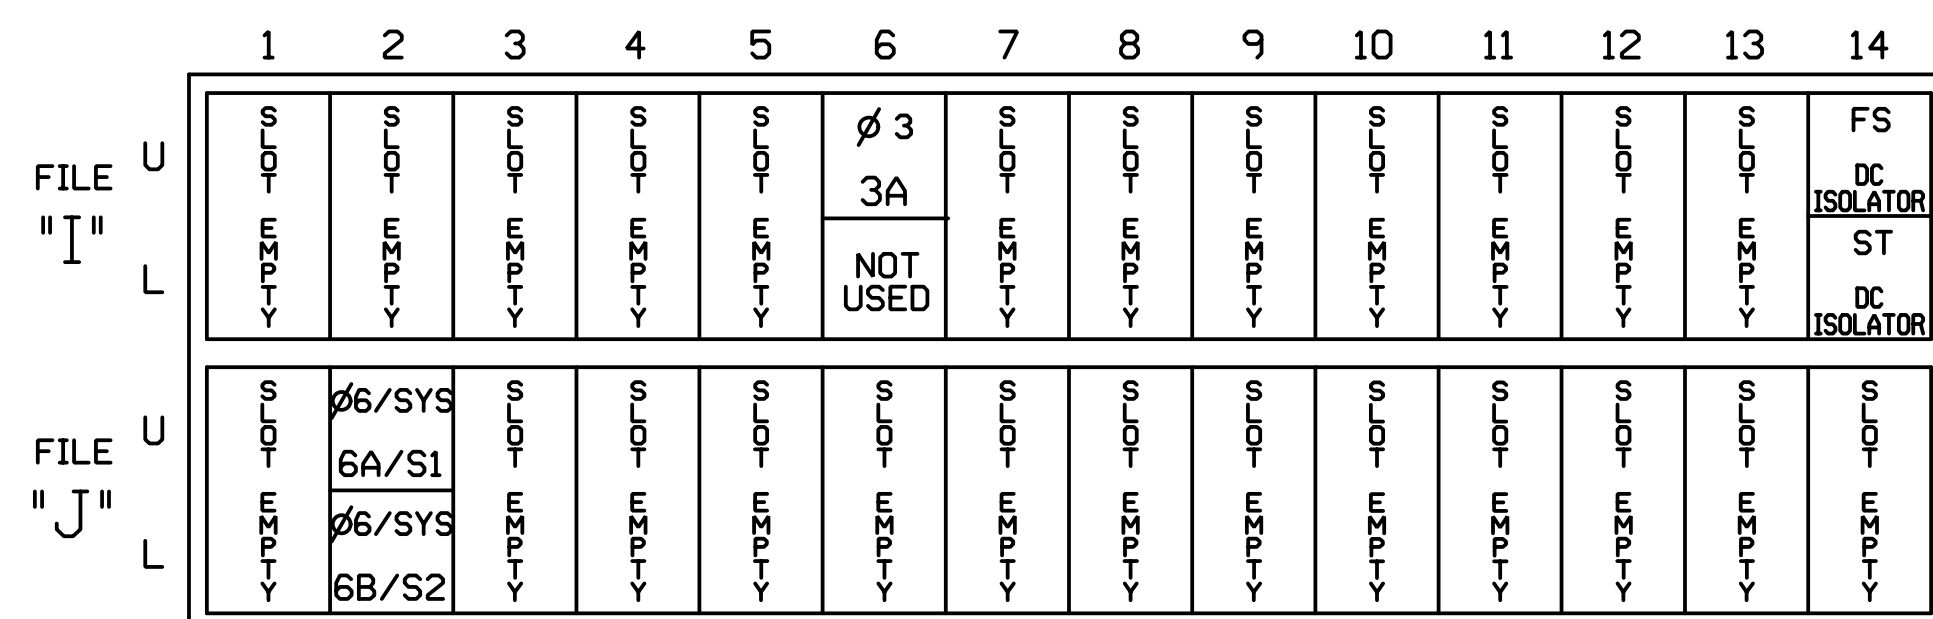 1 2 3 4 5 6 7 8 9 10 11 12 13 14
FILE "I"
U
L
SLOT EMPTY
SLOT EMPTY
SLOT EMPTY
SLOT EMPTY
SLOT EMPTY
Ø 3
3A
NOT
USED
SLOT EMPTY
SLOT EMPTY
SLOT EMPTY
SLOT EMPTY
SLOT EMPTY
SLOT EMPTY
SLOT EMPTY
FS
DC
ISOLATOR
ST
DC
ISOLATOR
FILE "J"
U
L
SLOT EMPTY
Ø6/SYS
6A/S1
Ø6/SYS
6B/S2
SLOT EMPTY
SLOT EMPTY
SLOT EMPTY
SLOT EMPTY
SLOT EMPTY
SLOT EMPTY
SLOT EMPTY
SLOT EMPTY
SLOT EMPTY
SLOT EMPTY
SLOT EMPTY
SLOT EMPTY